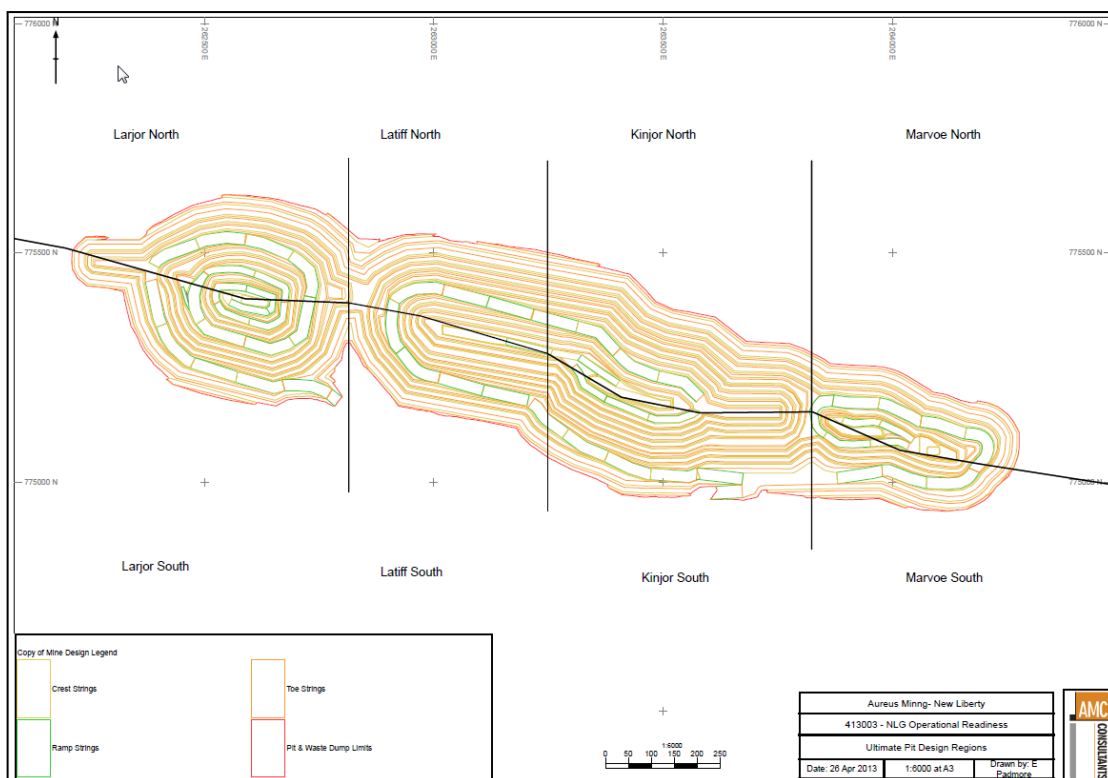 776000 N
N
262500 E
263000 E
263500 E
264000 E
776000 N
Larjor North
Latiff North
Kinjor North
Marvoe North
775500 N
775500 N
775000 N
775000 N
Larjor South
Latiff South
Kinjor South
Marvoe South
Copy of Mine Design Legend
Crest Strings
Toe Strings
Ramp Strings
Pit & Waste Dump Limits
1:6000
0 50 100 150 200 250
Aureus Minng- New Liberty
413003 - NLG Operational Readiness
Ultimate Pit Design Regions
Date: 26 Apr 2013
1:6000 at A3
Drawn by: E
Padmore
AMC
CONSULTANTS